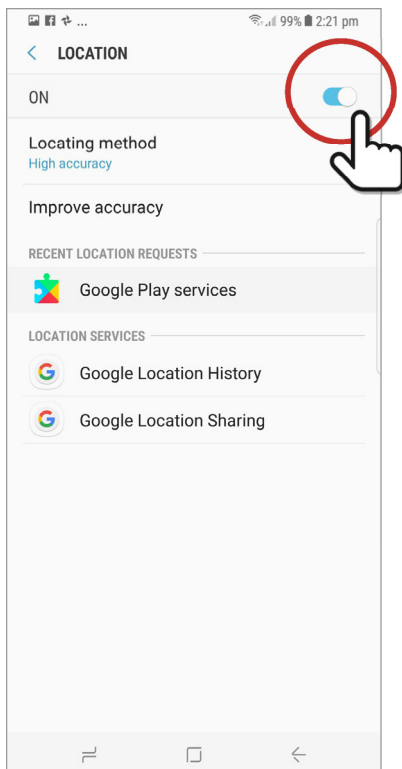 ... 99% 2:21 pm
LOCATION
ON
Locating method
High accuracy
Improve accuracy
RECENT LOCATION REQUESTS
Google Play services
LOCATION SERVICES
G Google Location History
G Google Location Sharing